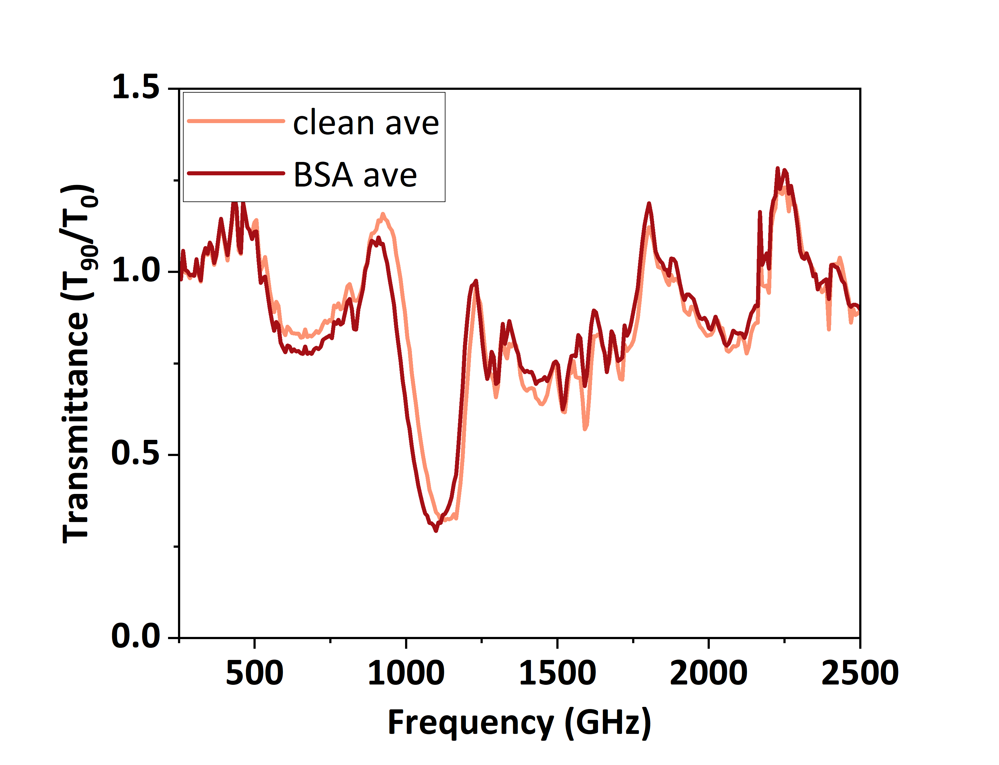 1.5
clean ave
BSA ave
1.0
0.5
0.0
Transmittance (T90/T0)
500 1000 1500 2000 2500
Frequency (GHz)